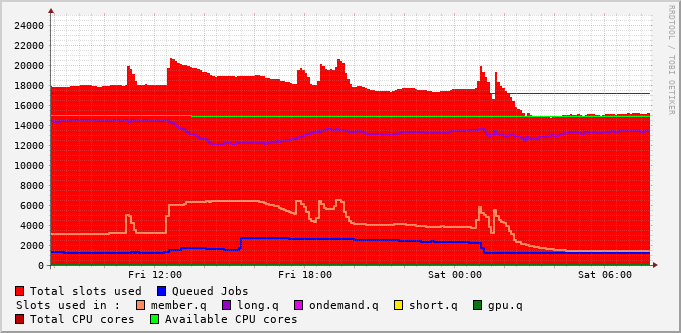 24000
22000
20000
18000
16000
14000
12000
10000
8000
6000
4000
2000
0
Fri 12:00 Fri 18:00 Sat 00:00 Sat 06:00
RRDTOOL / TOBI OETIKER
Total slots used Queued Jobs
Slots used in : member.q long.q ondemand.q short.q gpu.q
Total CPU cores Available CPU cores